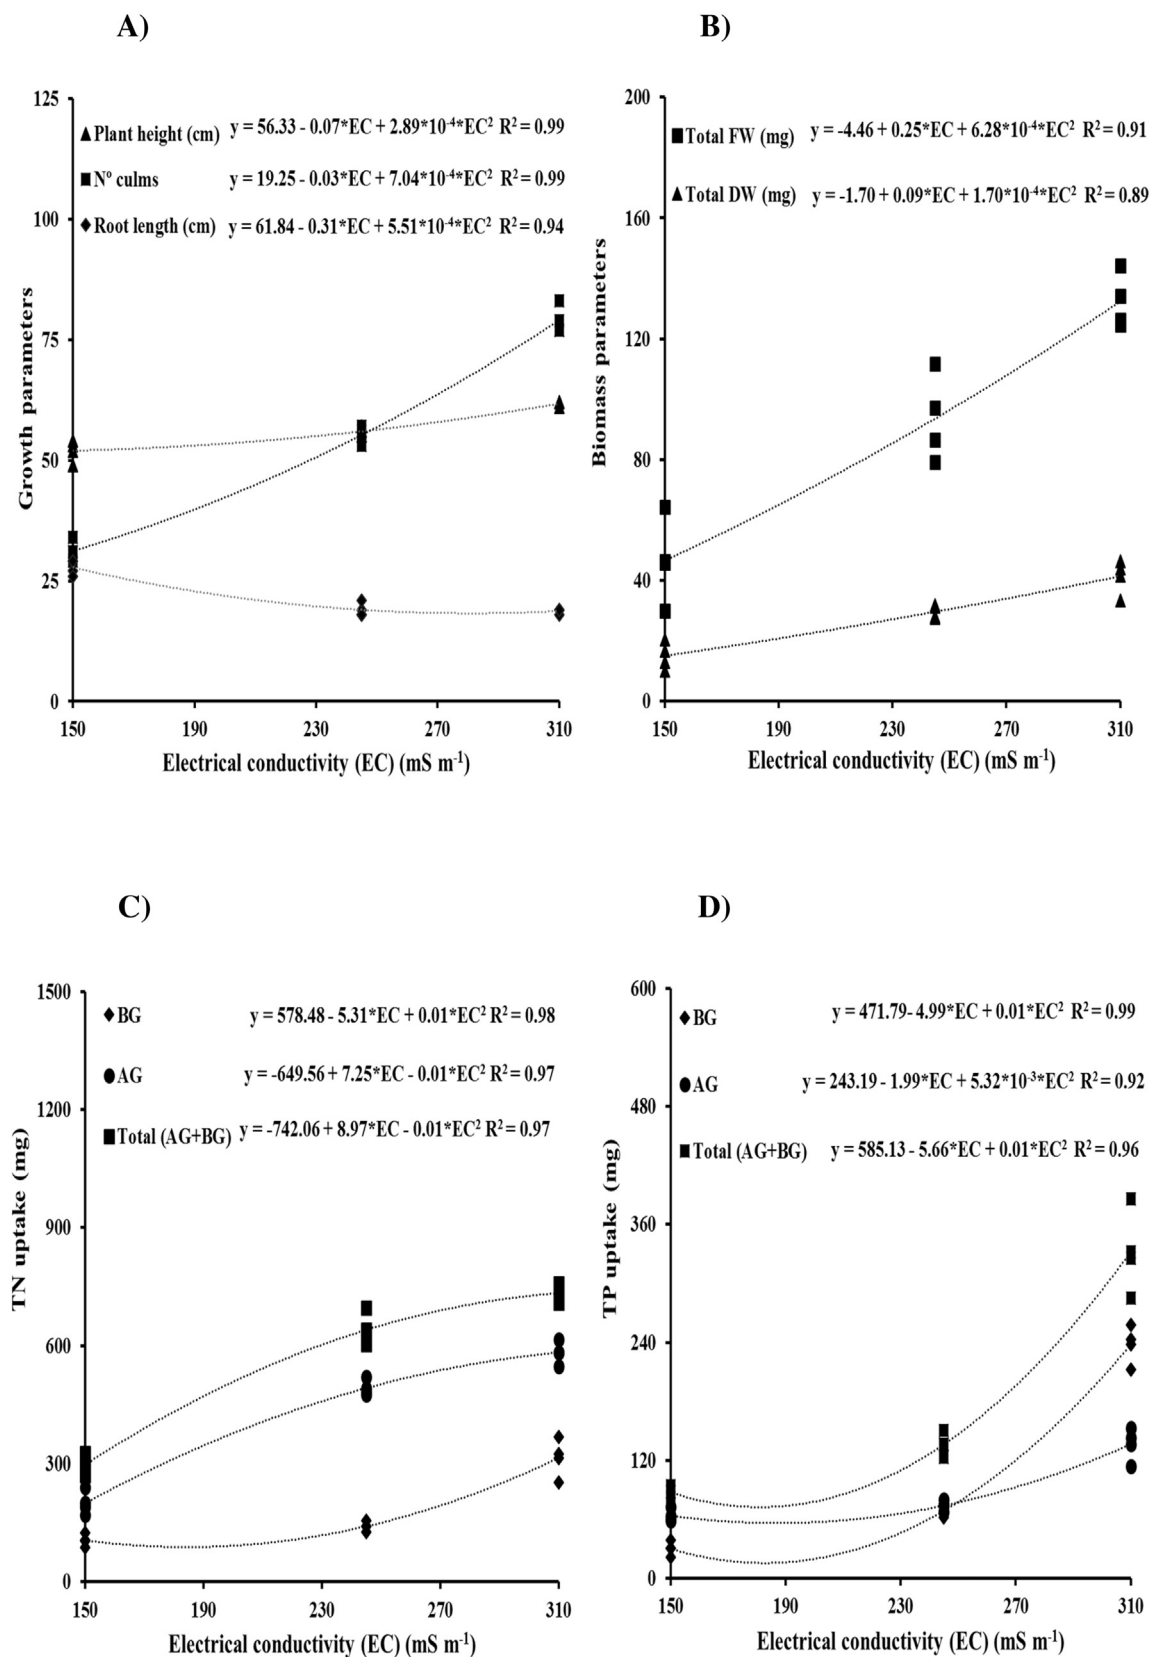 A)
125
▲ Plant height (cm) y = 56.33 - 0.07*EC + 2.89*10⁻⁴*EC² R² = 0.99
■ Nº culms y = 19.25 - 0.03*EC + 7.04*10⁻⁴*EC² R² = 0.99
100
◆ Root length (cm) y = 61.84 - 0.31*EC + 5.51*10⁻⁴*EC² R² = 0.94
Growth parameters
75
50
25
0
150 190 230 270 310
Electrical conductivity (EC) (mS m⁻¹)
B)
200
■ Total FW (mg) y = -4.46 + 0.25*EC + 6.28*10⁻⁴*EC² R² = 0.91
▲ Total DW (mg) y = -1.70 + 0.09*EC + 1.70*10⁻⁴*EC² R² = 0.89
160
Biomass parameters
120
80
40
0
150 190 230 270 310
Electrical conductivity (EC) (mS m⁻¹)
C)
1500
◆ BG y = 578.48 - 5.31*EC + 0.01*EC² R² = 0.98
● AG y = -649.56 + 7.25*EC - 0.01*EC² R² = 0.97
1200
■ Total (AG+BG) y = -742.06 + 8.97*EC - 0.01*EC² R² = 0.97
TN uptake (mg)
900
600
300
0
150 190 230 270 310
Electrical conductivity (EC) (mS m⁻¹)
D)
600
◆ BG y = 471.79- 4.99*EC + 0.01*EC² R² = 0.99
● AG y = 243.19 - 1.99*EC + 5.32*10⁻³*EC² R² = 0.92
480
■ Total (AG+BG) y = 585.13 - 5.66*EC + 0.01*EC² R² = 0.96
TP uptake (mg)
360
240
120
0
150 190 230 270 310
Electrical conductivity (EC) (mS m⁻¹)